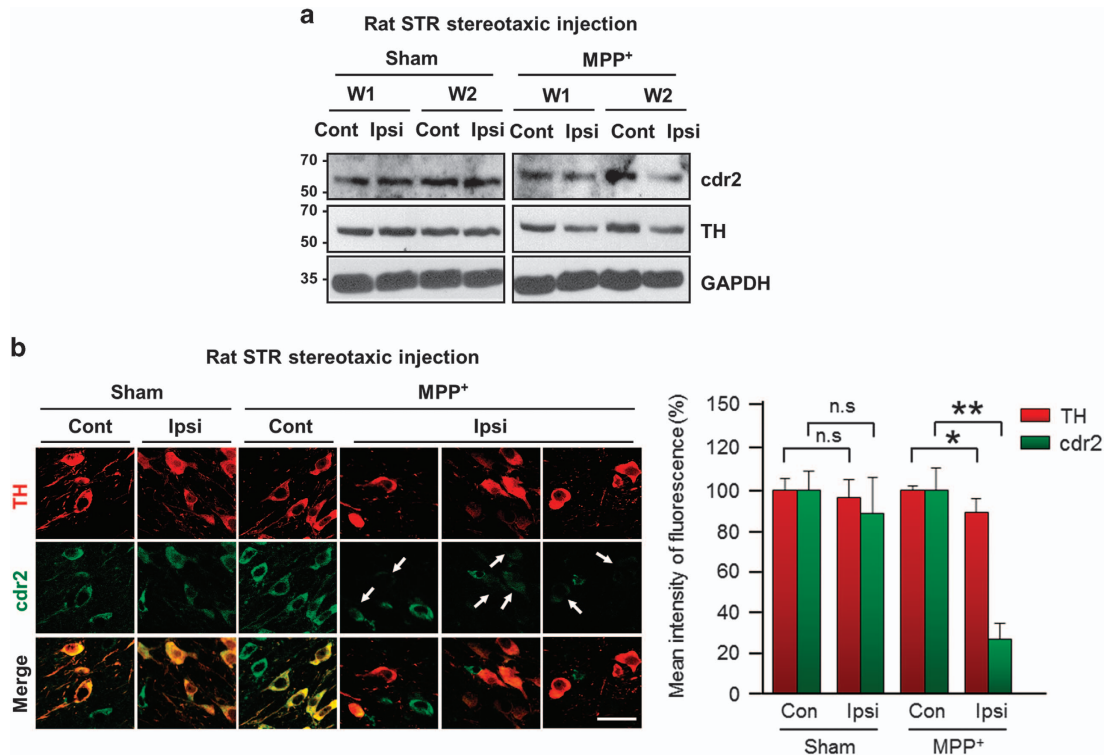 a
Rat STR stereotaxic injection
Sham MPP+
W1 W2 W1 W2
Cont Ipsi Cont Ipsi Cont Ipsi Cont Ipsi
70
50
cdr2
70
50
TH
35
GAPDH
b
Rat STR stereotaxic injection
Sham MPP+
Cont Ipsi Cont Ipsi
TH
cdr2
Merge
Mean intensity of fluorescence (%)
150
120
100
80
60
40
20
0
n.s
n.s
**
*
TH
cdr2
Con Ipsi Con Ipsi
Sham MPP+